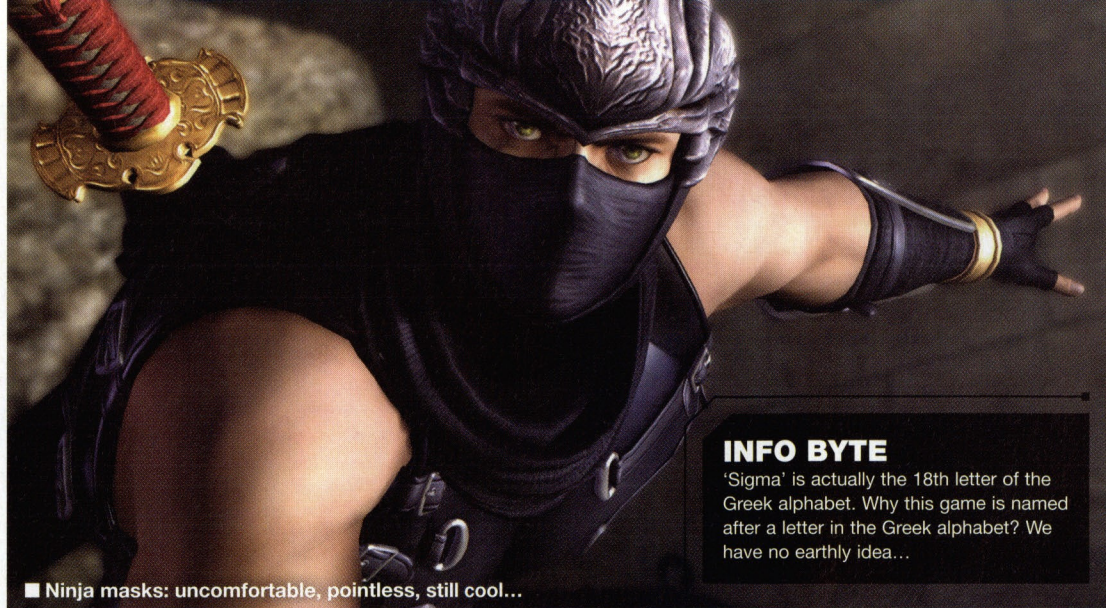 INFO BYTE
‘Sigma’ is actually the 18th letter of the
Greek alphabet. Why this game is named
after a letter in the Greek alphabet? We
have no earthly idea…
■ Ninja masks: uncomfortable, pointless, still cool…